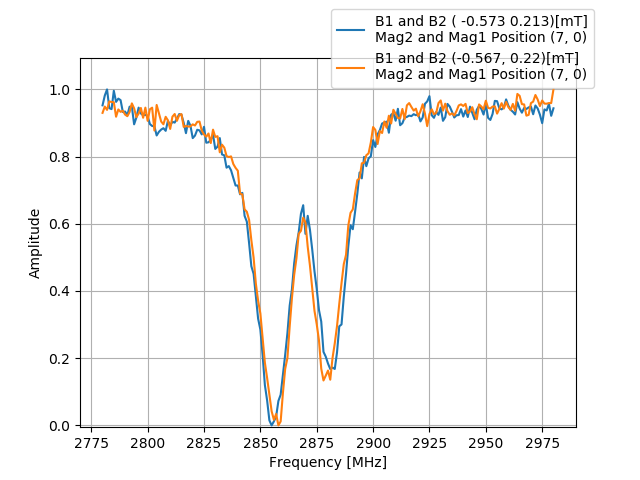 B1 and B2 ( -0.573 0.213)[mT]
Mag2 and Mag1 Position (7, 0)
B1 and B2 (-0.567, 0.22)[mT]
Mag2 and Mag1 Position (7, 0)
1.0
0.8
0.6
0.4
0.2
0.0
Amplitude
2775 2800 2825 2850 2875 2900 2925 2950 2975
Frequency [MHz]